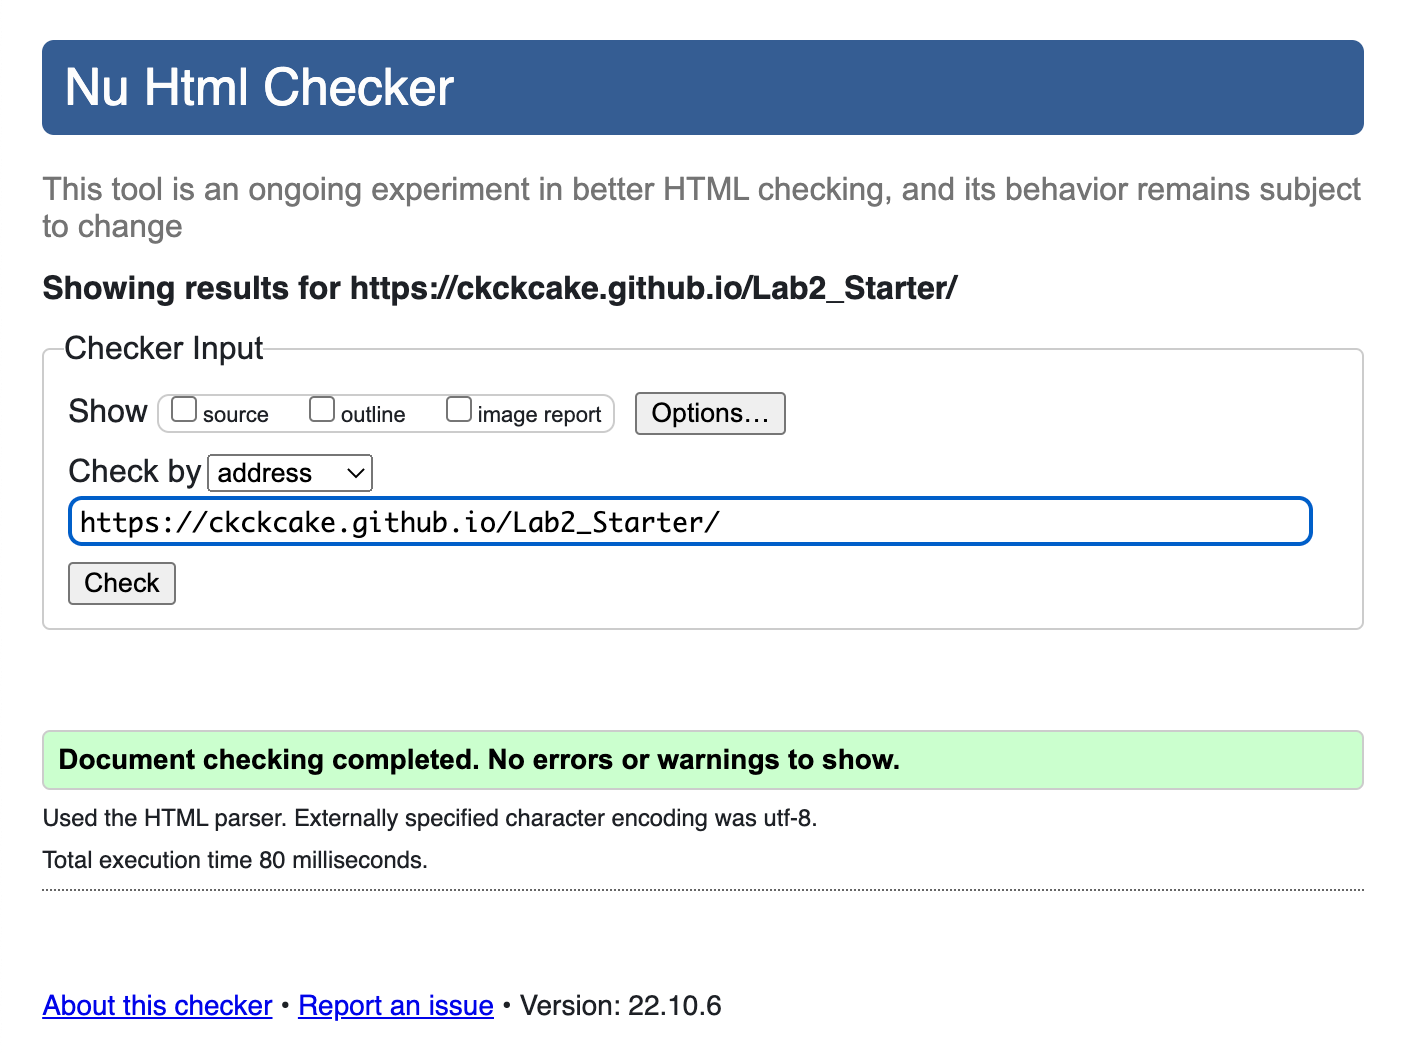 Nu Html Checker
This tool is an ongoing experiment in better HTML checking, and its behavior remains subject
to change
Showing results for https://ckckcake.github.io/Lab2_Starter/
Checker Input
Show source outline image report Options...
Check by address
https://ckckcake.github.io/Lab2_Starter/
Check
Document checking completed. No errors or warnings to show.
Used the HTML parser. Externally specified character encoding was utf-8.
Total execution time 80 milliseconds.
About this checker • Report an issue • Version: 22.10.6